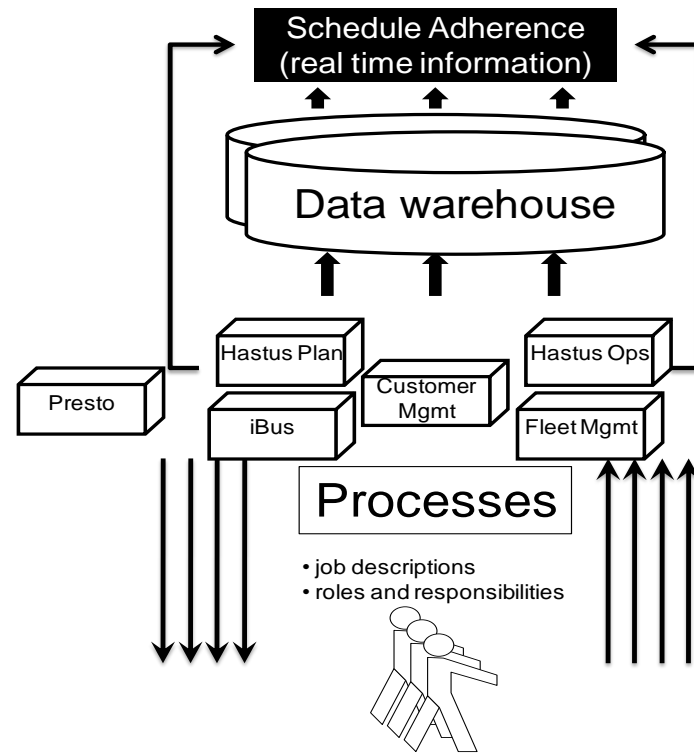 Schedule Adherence
(real time information)
Data warehouse
Hastus Plan
Hastus Ops
Presto
Customer
Mgmt
iBus
Fleet Mgmt
Processes
• job descriptions
• roles and responsibilities